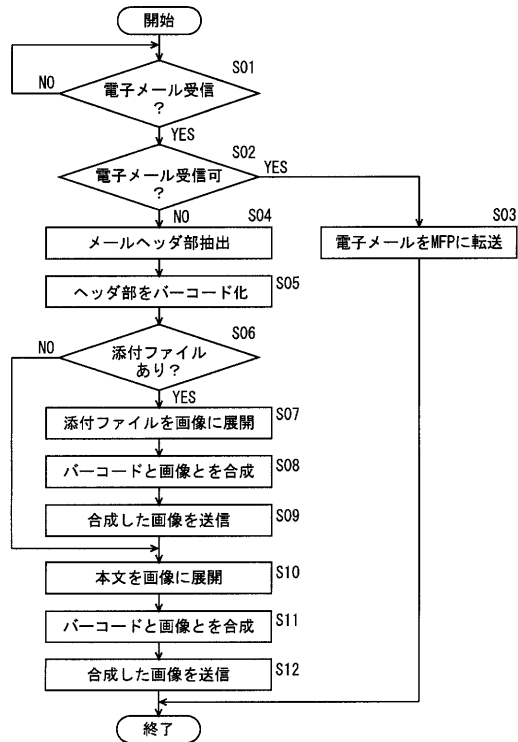 開始
S01
NO
電子メール受信
?
YES
S02
電子メール受信可
?
YES
NO
S04
メールヘッダ部抽出
S03
電子メールをMFPに転送
ヘッダ部をバーコード化
S05
S06
NO
添付ファイル
あり?
YES
添付ファイルを画像に展開
S07
バーコードと画像とを合成
S08
合成した画像を送信
S09
本文を画像に展開
S10
バーコードと画像とを合成
S11
合成した画像を送信
S12
終了